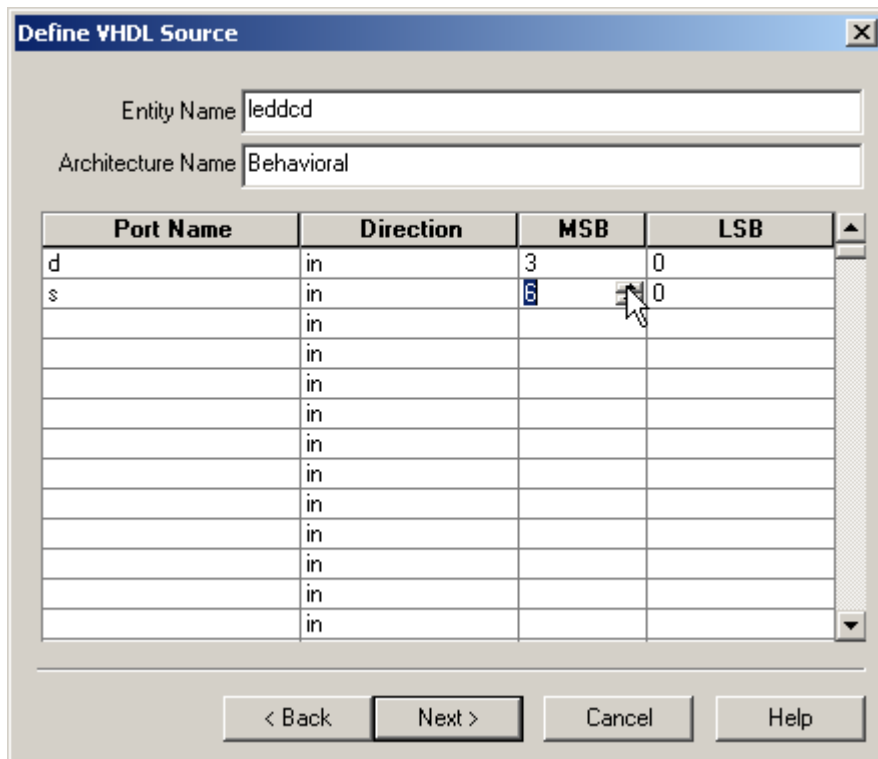 Define VHDL Source
Entity Name leddcd
Architecture Name Behavioral
Port Name Direction MSB LSB
d in 3 0
s in 6 0
in
in
in
in
in
in
in
in
in
in
in
< Back Next > Cancel Help